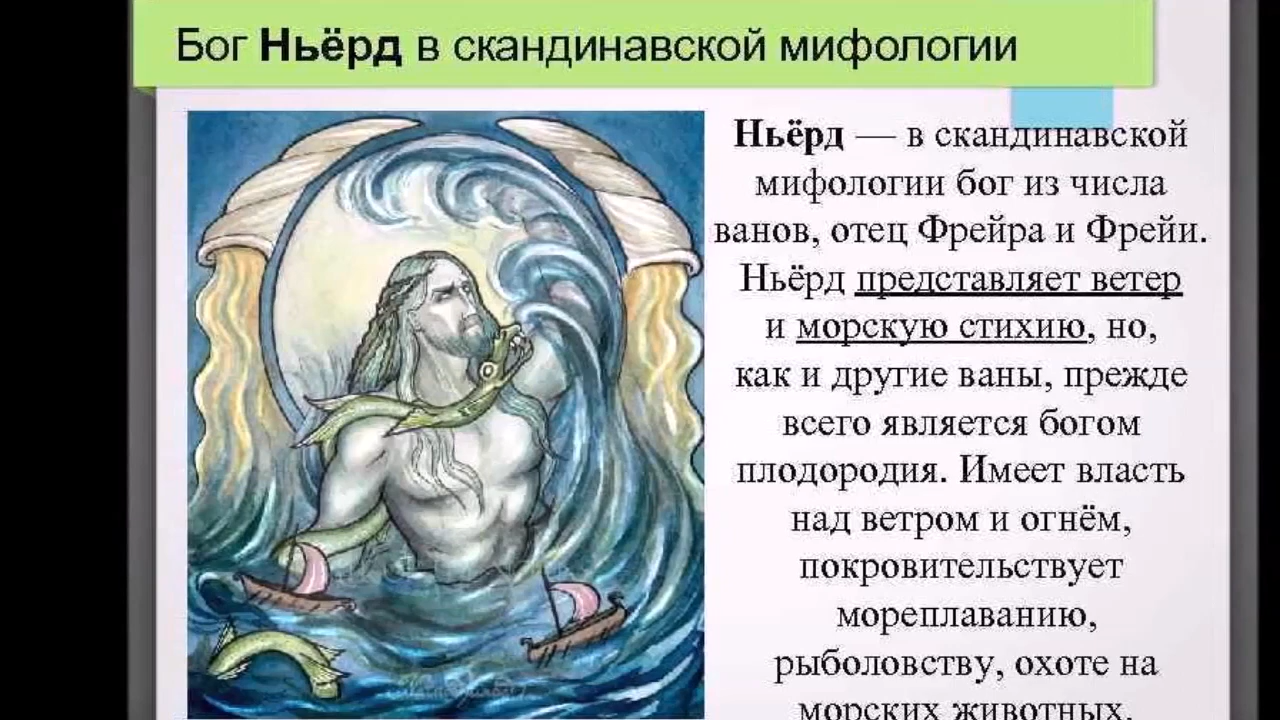 Бог Ньёрд в скандинавской мифологии
Ньёрд — в скандинавской
мифологии бог из числа
ванов, отец Фрейра и Фрейи.
Ньёрд представляет ветер
и морскую стихию, но,
как и другие ваны, прежде
всего является богом
плодородия. Имеет власть
над ветром и огнём,
покровительствует
мореплаванию,
рыболовству, охоте на
морских животных.